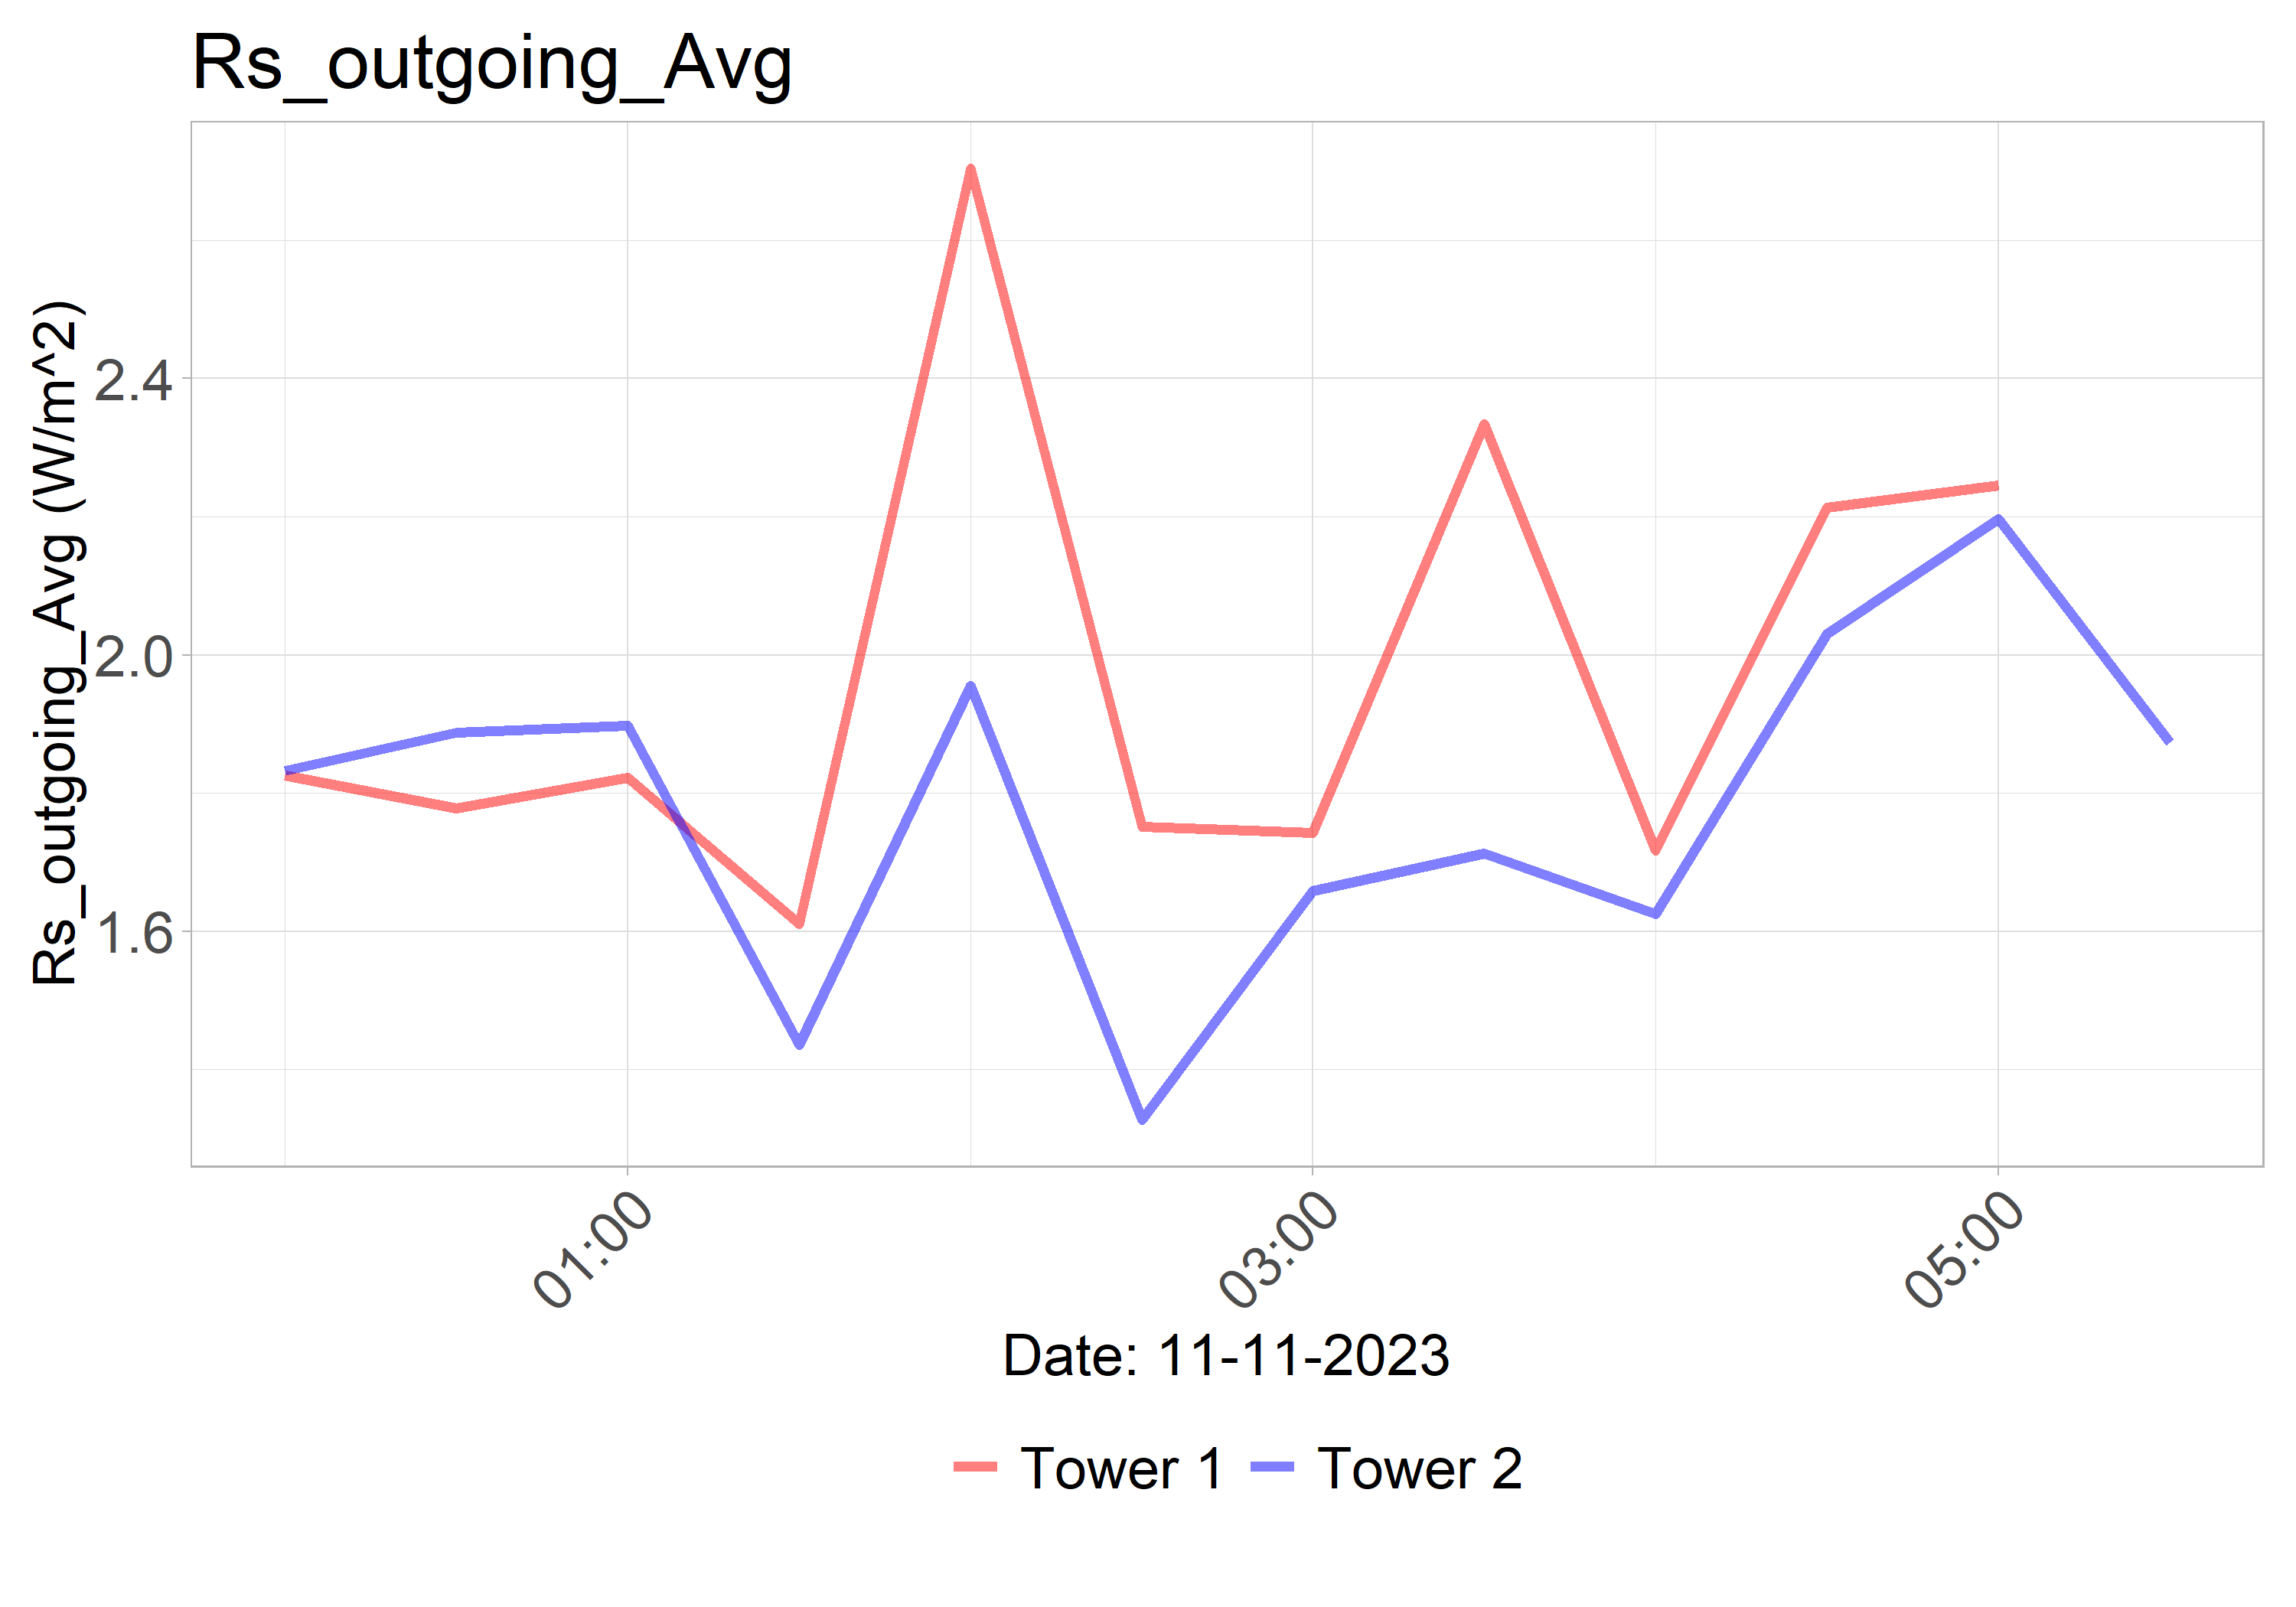 Rs_outgoing_Avg
Rs_outgoing_Avg (W/m^2)
2.4
2.0
1.6
01:00
03:00
05:00
Date: 11-11-2023
Tower 1 Tower 2